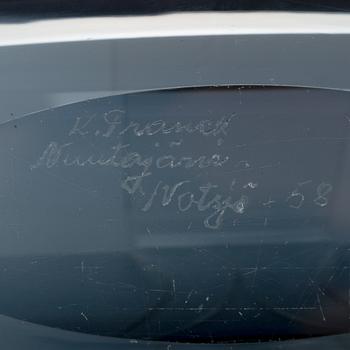 K. Franck
Nuutajärvi
Notsjö - 58